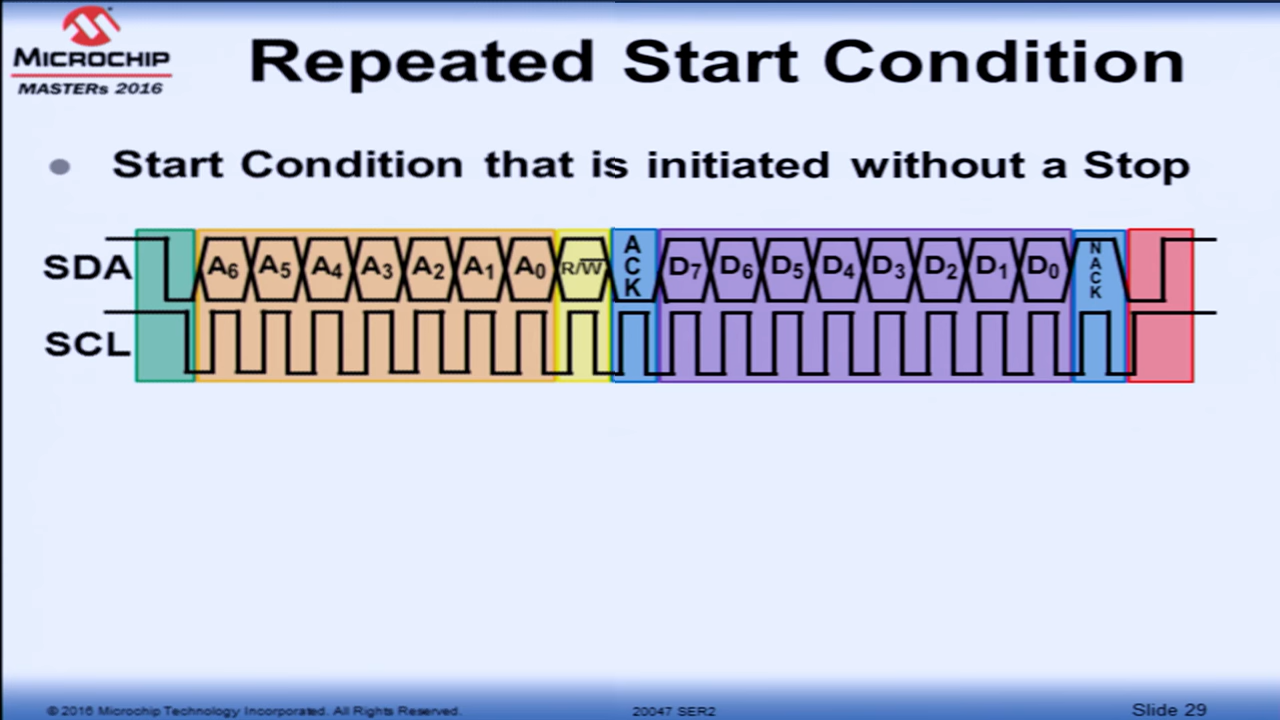 MICROCHIP
MASTERs 2016
Repeated Start Condition
Start Condition that is initiated without a Stop
SDA A6 A5 A4 A3 A2 A1 A0 R/W̅ ACK D7 D6 D5 D4 D3 D2 D1 D0 NACK
SCL
© 2016 Microchip Technology Incorporated. All Rights Reserved. 20047 SER2 Slide 29